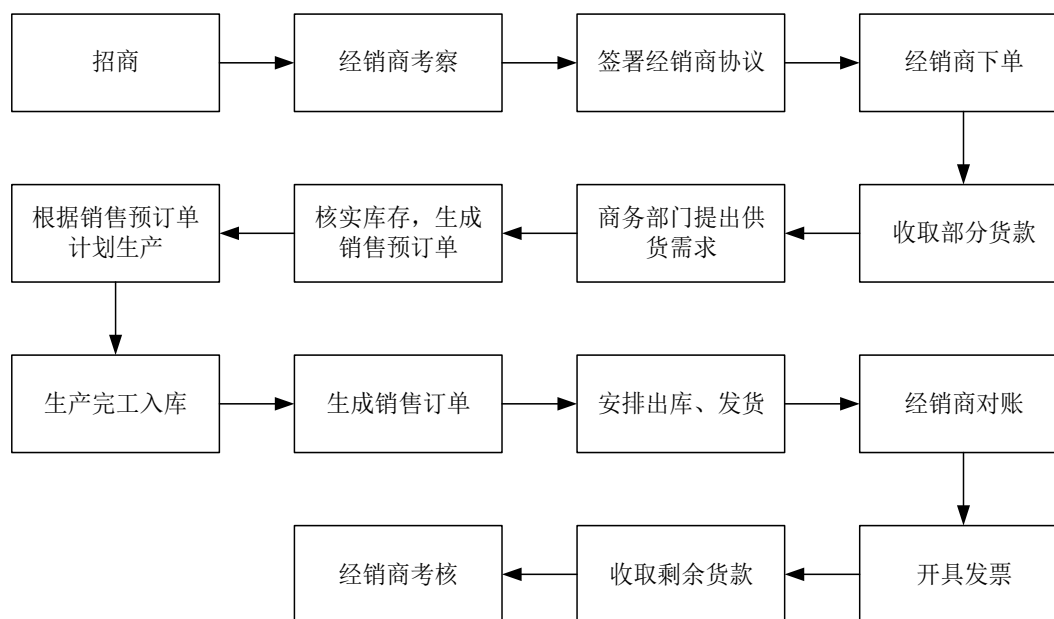 招商
经销商考察
签署经销商协议
经销商下单
收取部分货款
商务部门提出供
货需求
核实库存，生成
销售预订单
根据销售预订单
计划生产
生产完工入库
生成销售订单
安排出库、发货
经销商对账
开具发票
收取剩余货款
经销商考核